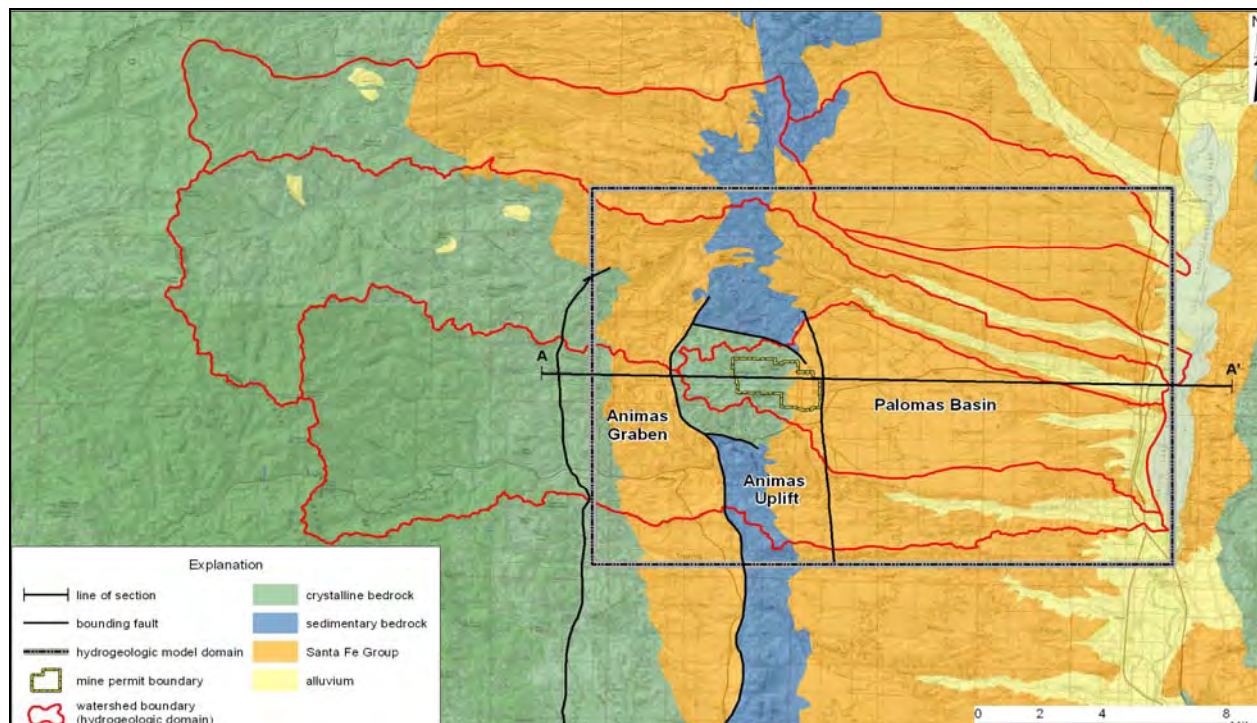 N
A
A'
Animas
Graben
Palomas Basin
Animas
Uplift
Explanation
line of section
bounding fault
hydrogeologic model domain
mine permit boundary
watershed boundary
(hydrogeologic domain)
crystalline bedrock
sedimentary bedrock
Santa Fe Group
alluvium
0 2 4 6 8